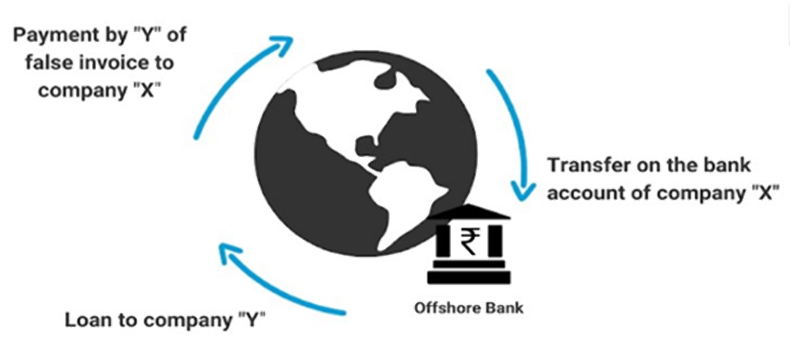 Payment by "Y" of
false invoice to
company "X"
Transfer on the bank
account of company "X"
₹
Offshore Bank
Loan to company "Y"